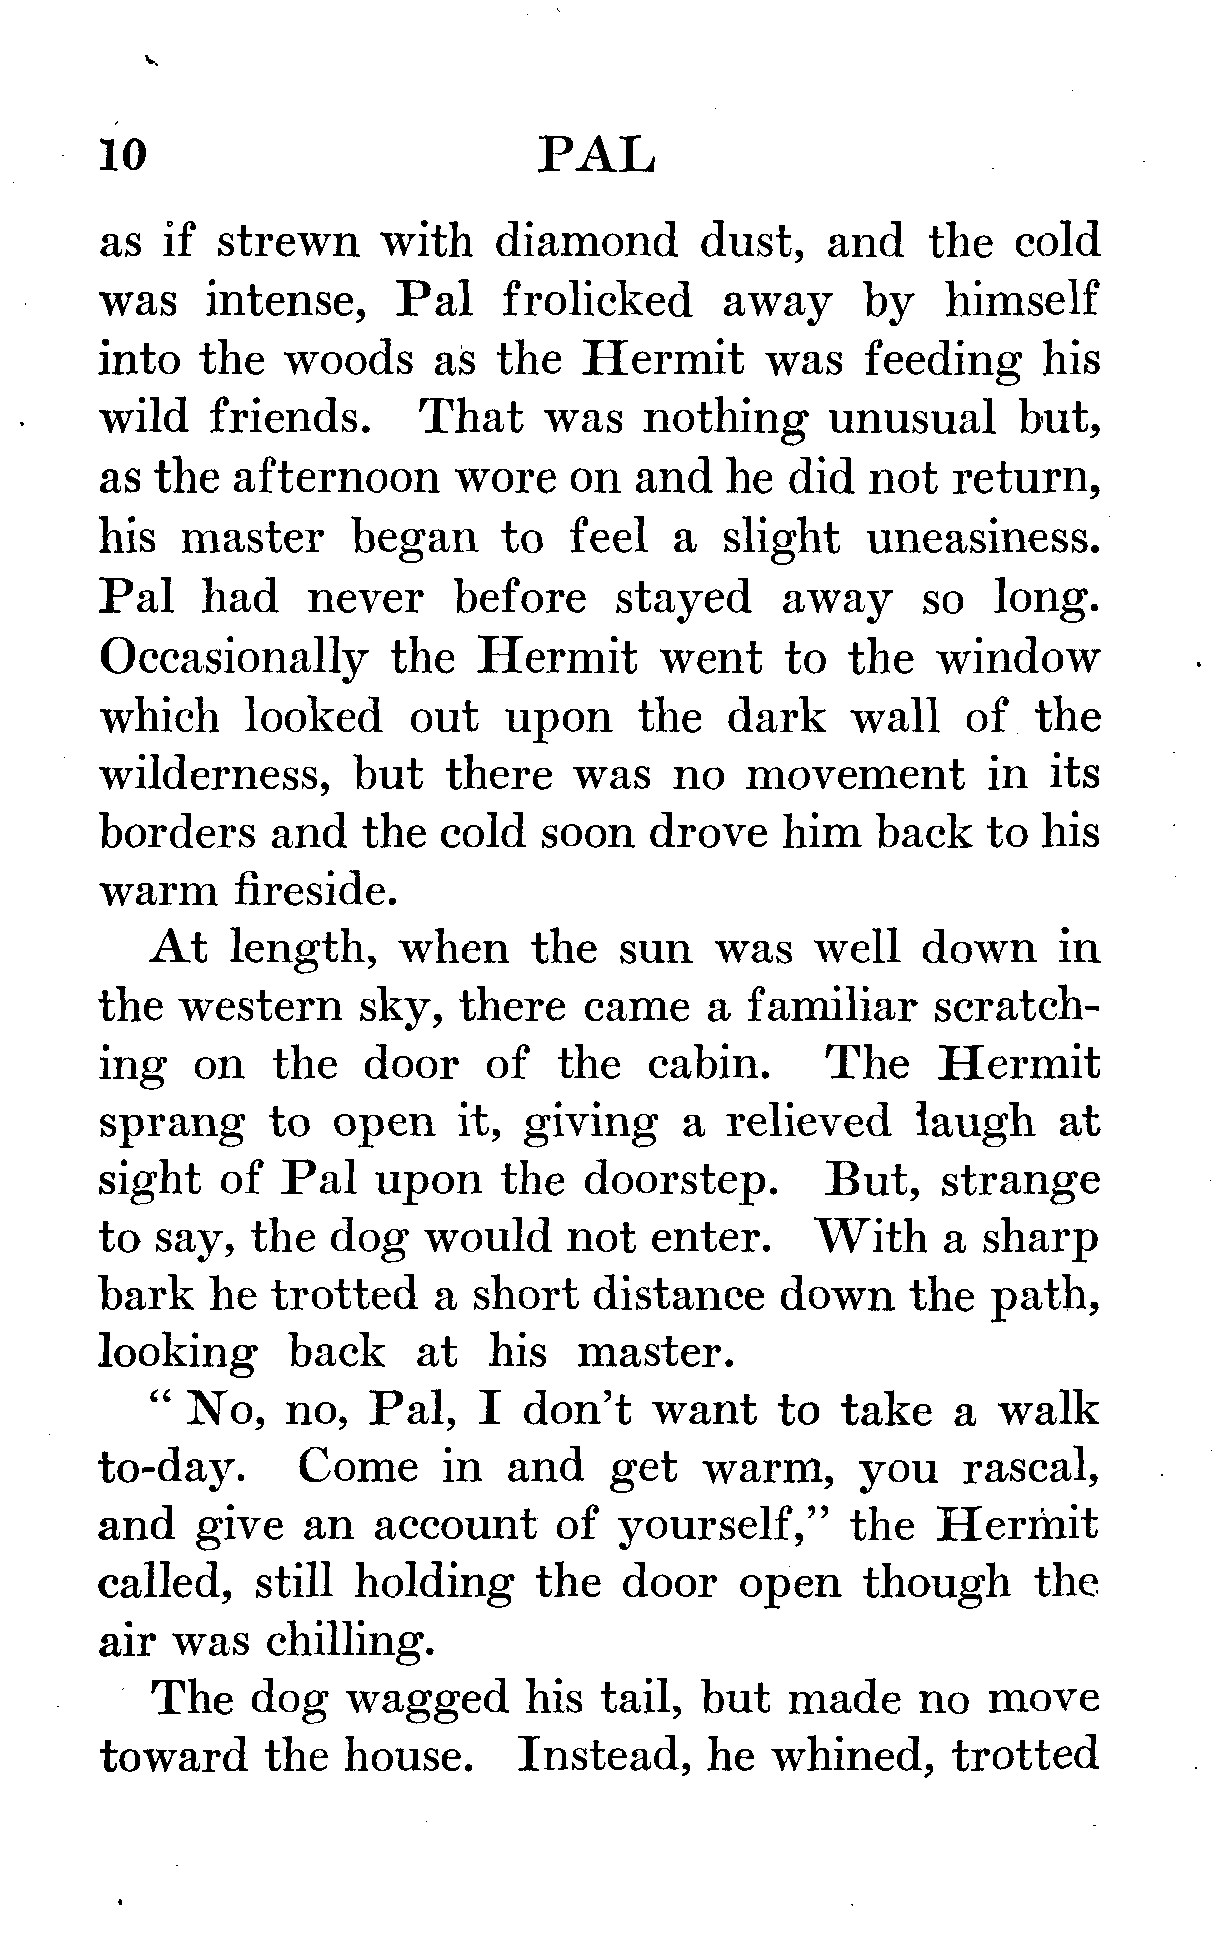 10 PAL
as if strewn with diamond dust, and the cold
was intense, Pal frolicked away by himself
into the woods as the Hermit was feeding his
wild friends. That was nothing unusual but,
as the afternoon wore on and he did not return,
his master began to feel a slight uneasiness.
Pal had never before stayed away so long.
Occasionally the Hermit went to the window
which looked out upon the dark wall of the
wilderness, but there was no movement in its
borders and the cold soon drove him back to his
warm fireside.
At length, when the sun was well down in
the western sky, there came a familiar scratch-
ing on the door of the cabin. The Hermit
sprang to open it, giving a relieved laugh at
sight of Pal upon the doorstep. But, strange
to say, the dog would not enter. With a sharp
bark he trotted a short distance down the path,
looking back at his master.
“ No, no, Pal, I don’t want to take a walk
to-day. Come in and get warm, you rascal,
and give an account of yourself,” the Hermit
called, still holding the door open though the
air was chilling.
The dog wagged his tail, but made no move
toward the house. Instead, he whined, trotted